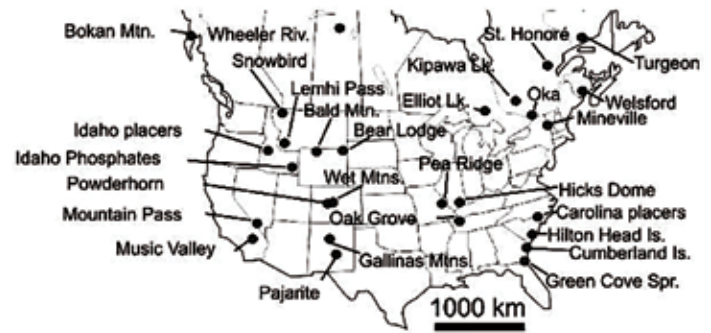 Bokan Mtn.
Wheeler Riv.
St. Honoré
Snowbird
Kipawa Lk.
Turgeon
Lemhi Pass
Elliot Lk.
Oka
Welsford
Bald Mtn.
Mineville
Idaho placers
Bear Lodge
Idaho Phosphates
Pea Ridge
Powderhorn
Wet Mtns.
Hicks Dome
Mountain Pass
Oak Grove
Carolina placers
Music Valley
Hilton Head Is.
Gallinas Mtns.
Cumberland Is.
Pajarite
Green Cove Spr.
1000 km